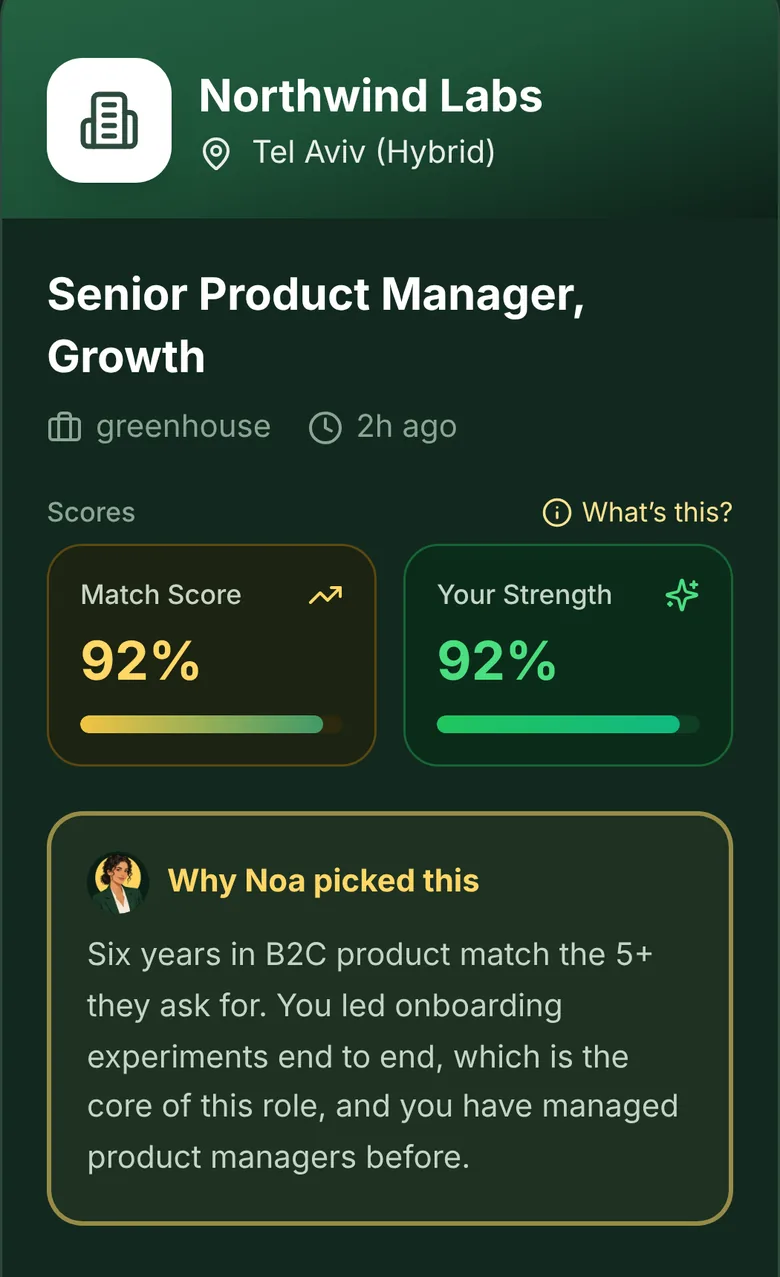 Northwind Labs
Tel Aviv (Hybrid)
Senior Product Manager,
Growth
greenhouse 2h ago
Scores What’s this?
Match Score Your Strength
92% 92%
Why Noa picked this
Six years in B2C product match the 5+
they ask for. You led onboarding
experiments end to end, which is the
core of this role, and you have managed
product managers before.